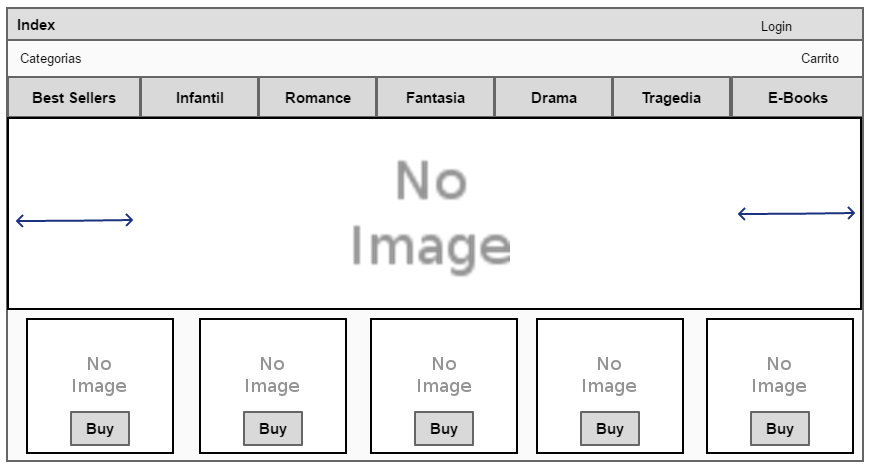 Index
Login
Categorias
Carrito
Best Sellers
Infantil
Romance
Fantasia
Drama
Tragedia
E-Books
No
Image
No
Image
Buy
No
Image
Buy
No
Image
Buy
No
Image
Buy
No
Image
Buy